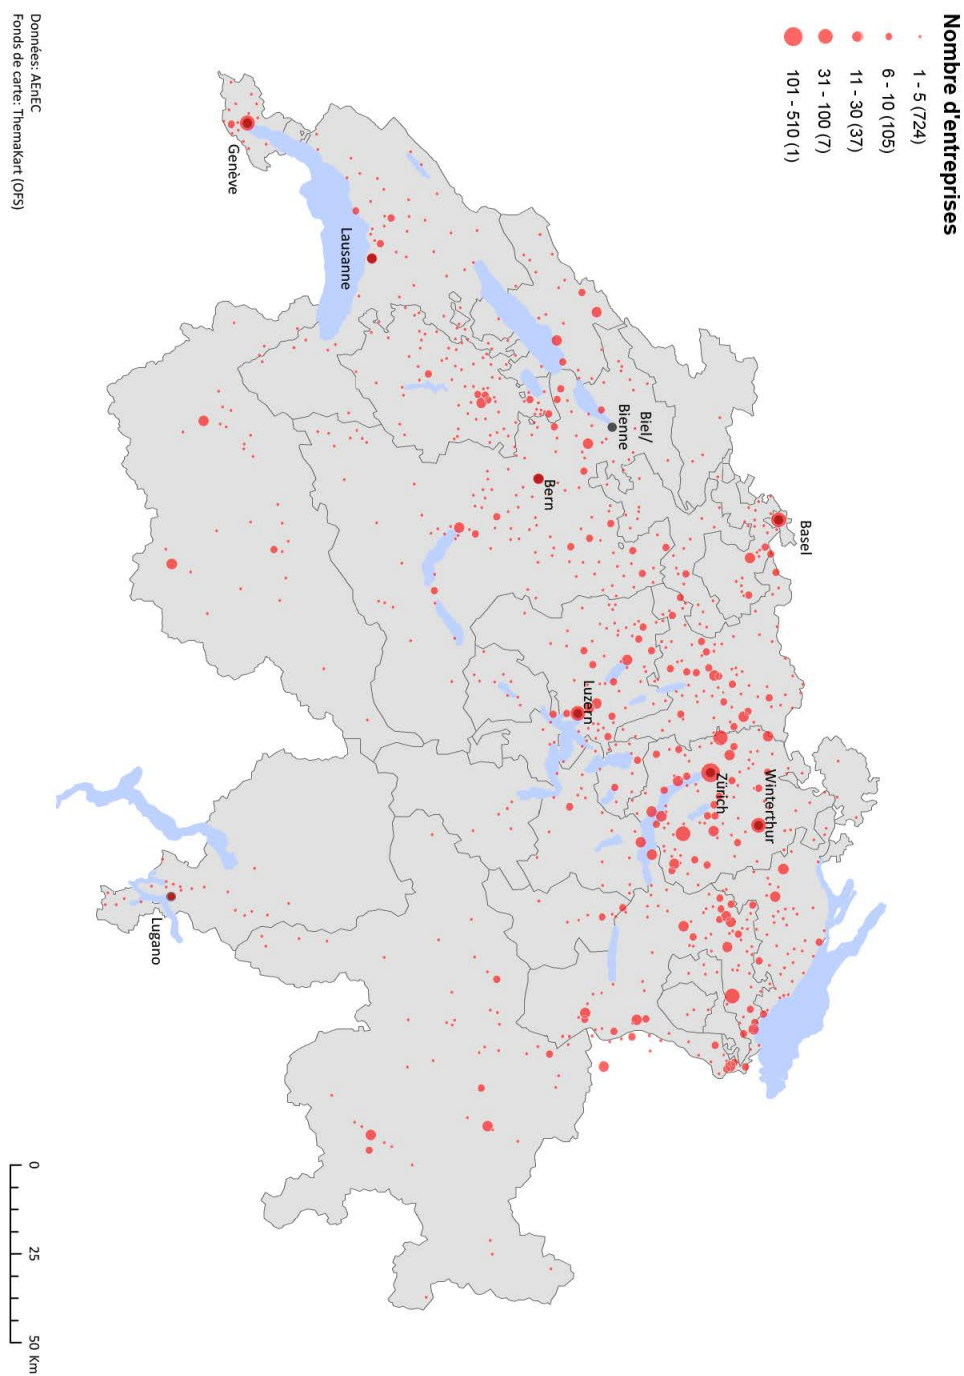 Nombre d'entreprises
1 - 5 (724)
6 - 10 (105)
11 - 30 (37)
31 - 100 (7)
101 - 510 (1)
Basel
Winterthur
Zürich
Biel/
Bienne
Luzern
Bern
Lausanne
Genève
Lugano
Données: AEnEC
Fonds de carte: ThemaKart (OFS)
0 25 50 Km